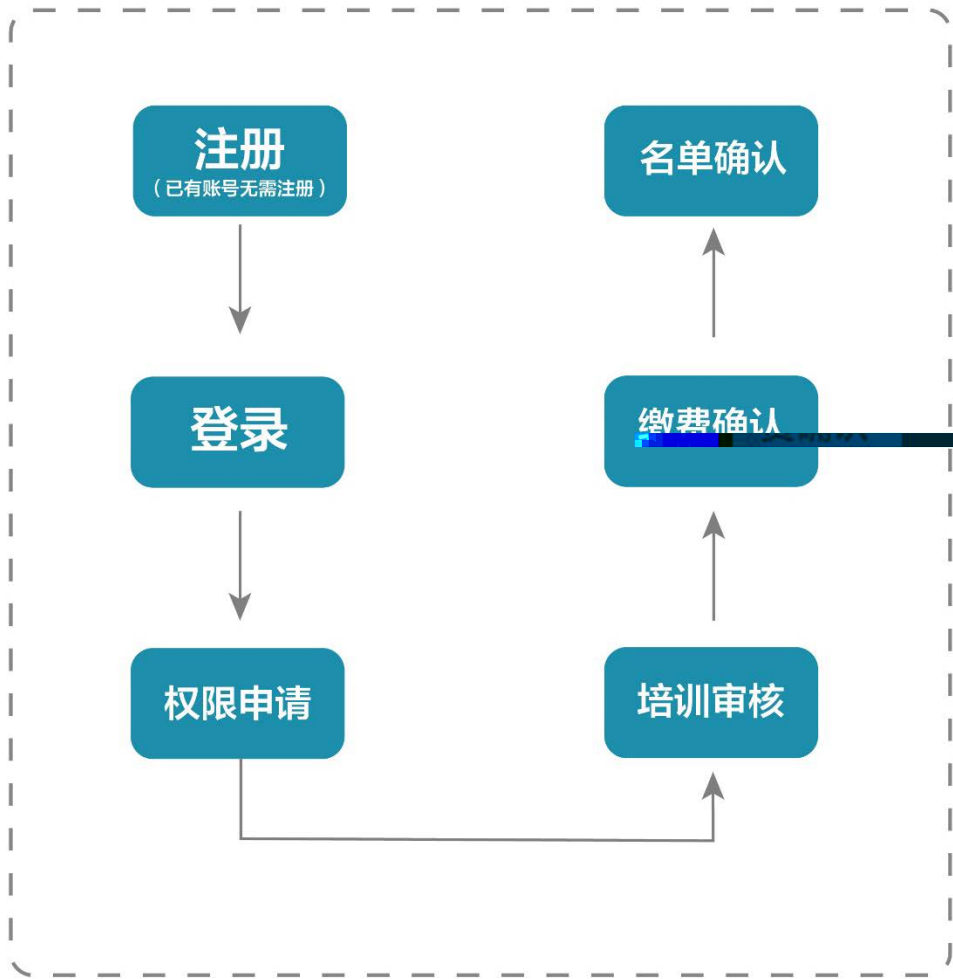 注册
（已有账号无需注册）
登录
权限申请
培训审核
缴费确认
名单确认